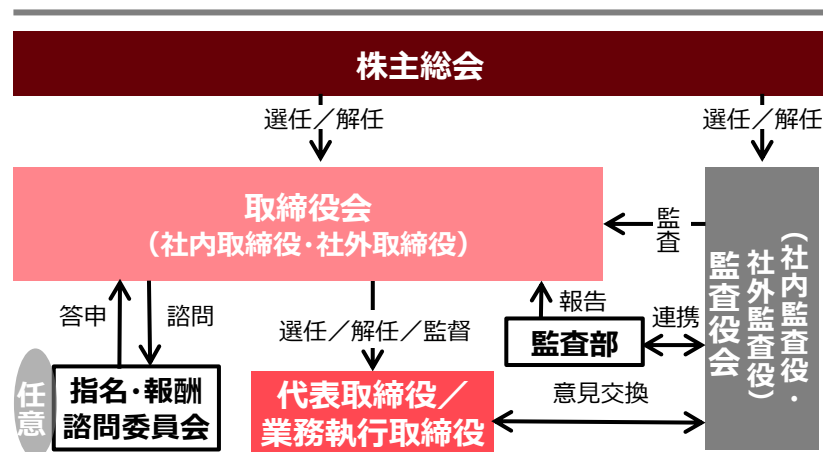 株主総会
選任／解任
選任／解任
取締役会
（社内取締役・社外取締役）
監査
監査役会
（社内監査役・
社外監査役）
答申
諮問
選任／解任／監督
報告
監査部
連携
任意
指名・報酬
諮問委員会
代表取締役／
業務執行取締役
意見交換